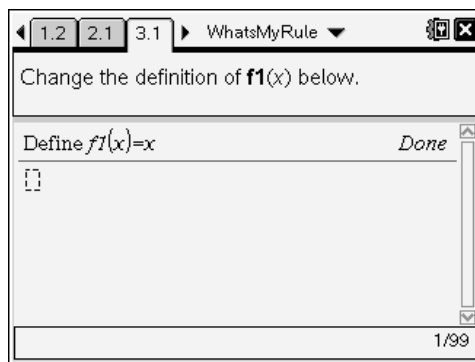 1.2 2.1 3.1 WhatsMyRule
Change the definition of f1(x) below.
Define f1(x)=x Done
1/99